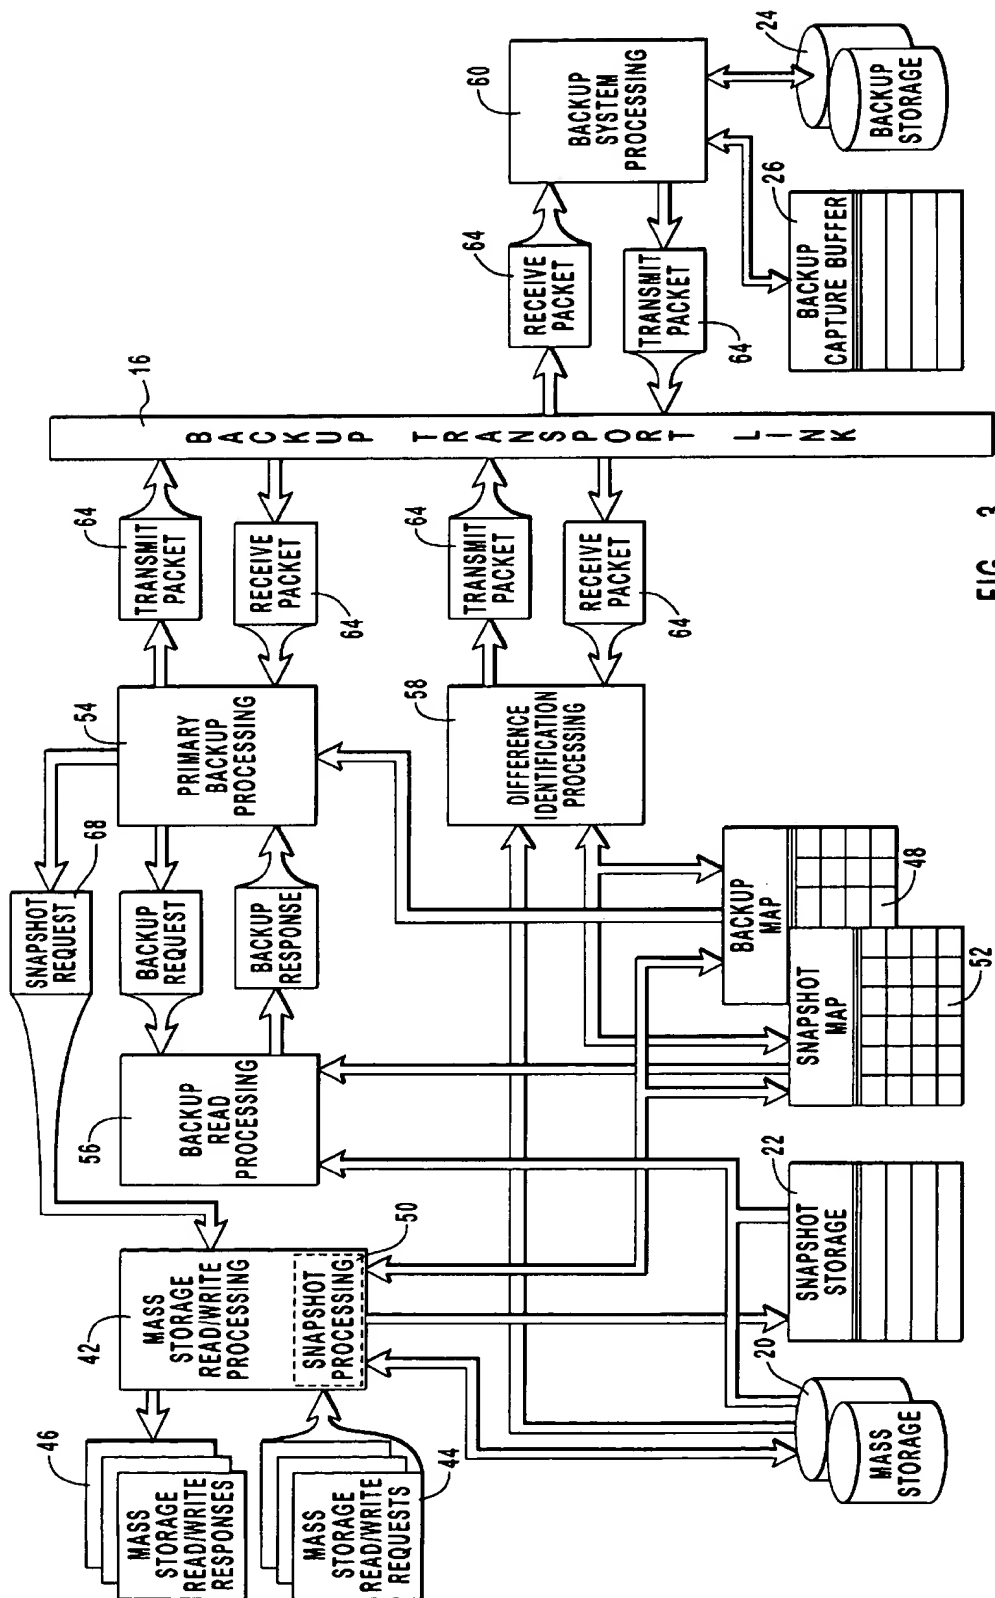 46
MASS
STORAGE
READ/WRITE
RESPONSES
MASS
STORAGE
READ/WRITE
REQUESTS
44
42
MASS
STORAGE
READ/WRITE
PROCESSING
SNAPSHOT
PROCESSING
50
20
MASS
STORAGE
22
SNAPSHOT
STORAGE
56
BACKUP
READ
PROCESSING
SNAPSHOT
REQUEST
68
BACKUP
REQUEST
BACKUP
RESPONSE
SNAPSHOT
MAP
52
BACKUP
MAP
48
54
PRIMARY
BACKUP
PROCESSING
58
DIFFERENCE
IDENTIFICATION
PROCESSING
64
TRANSMIT
PACKET
RECEIVE
PACKET
64
64
TRANSMIT
PACKET
RECEIVE
PACKET
64
16
BACKUP TRANSPORT LINK
64
RECEIVE
PACKET
TRANSMIT
PACKET
64
60
BACKUP
SYSTEM
PROCESSING
26
BACKUP
CAPTURE BUFFER
24
BACKUP
STORAGE
FIG. 3